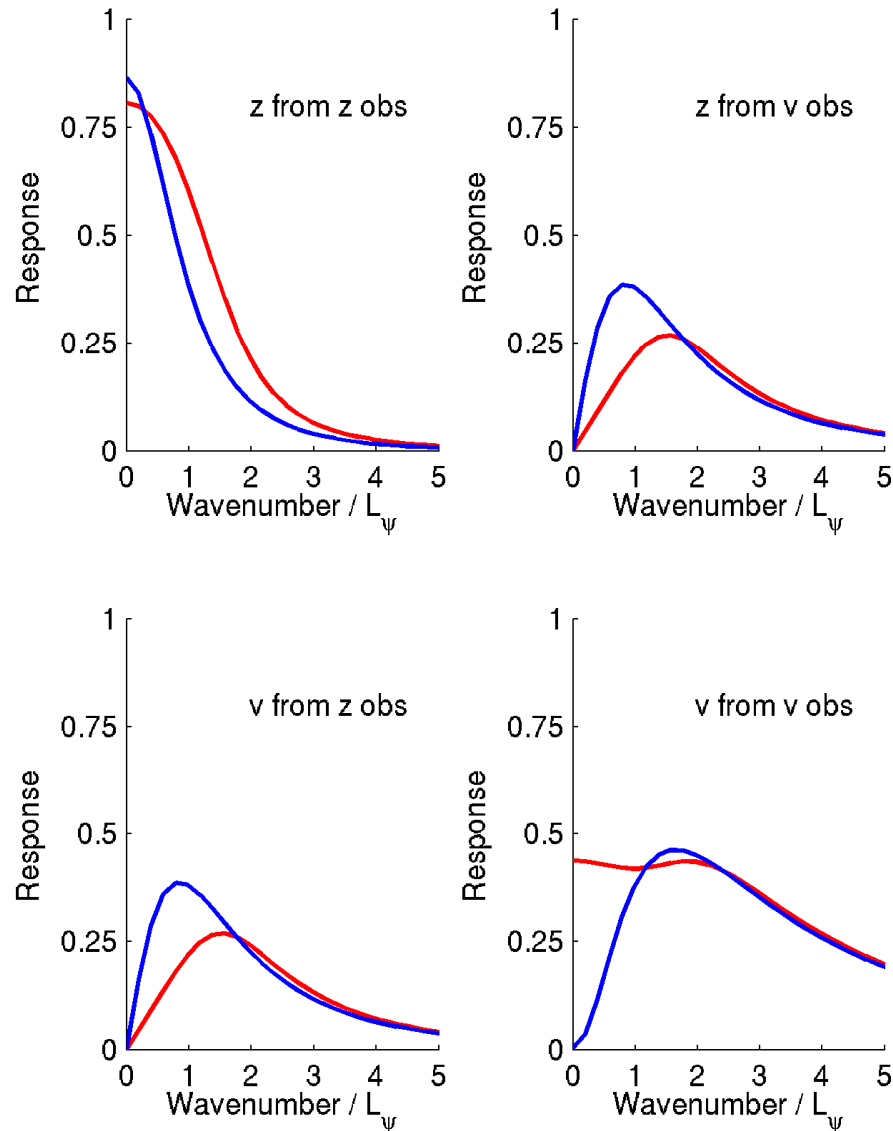 1
0.75
0.5
0.25
0
Response
z from z obs
0 1 2 3 4 5
Wavenumber / Lψ
1
0.75
0.5
0.25
0
Response
z from v obs
0 1 2 3 4 5
Wavenumber / Lψ
1
0.75
0.5
0.25
0
Response
v from z obs
0 1 2 3 4 5
Wavenumber / Lψ
1
0.75
0.5
0.25
0
Response
v from v obs
0 1 2 3 4 5
Wavenumber / Lψ